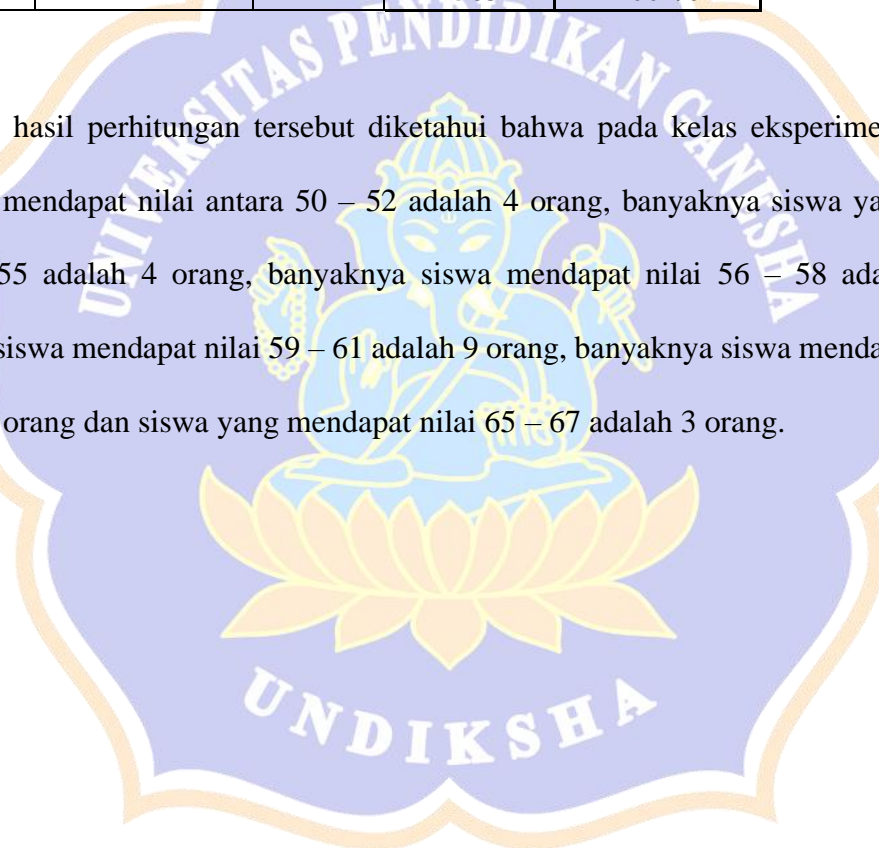 UNIVERSITAS PENDIDIKAN GANESHA
hasil perhitungan tersebut diketahui bahwa pada kelas eksperime
mendapat nilai antara 50 – 52 adalah 4 orang, banyaknya siswa ya
55 adalah 4 orang, banyaknya siswa mendapat nilai 56 – 58 ada
siswa mendapat nilai 59 – 61 adalah 9 orang, banyaknya siswa menda
orang dan siswa yang mendapat nilai 65 – 67 adalah 3 orang.
UNDIKSHA